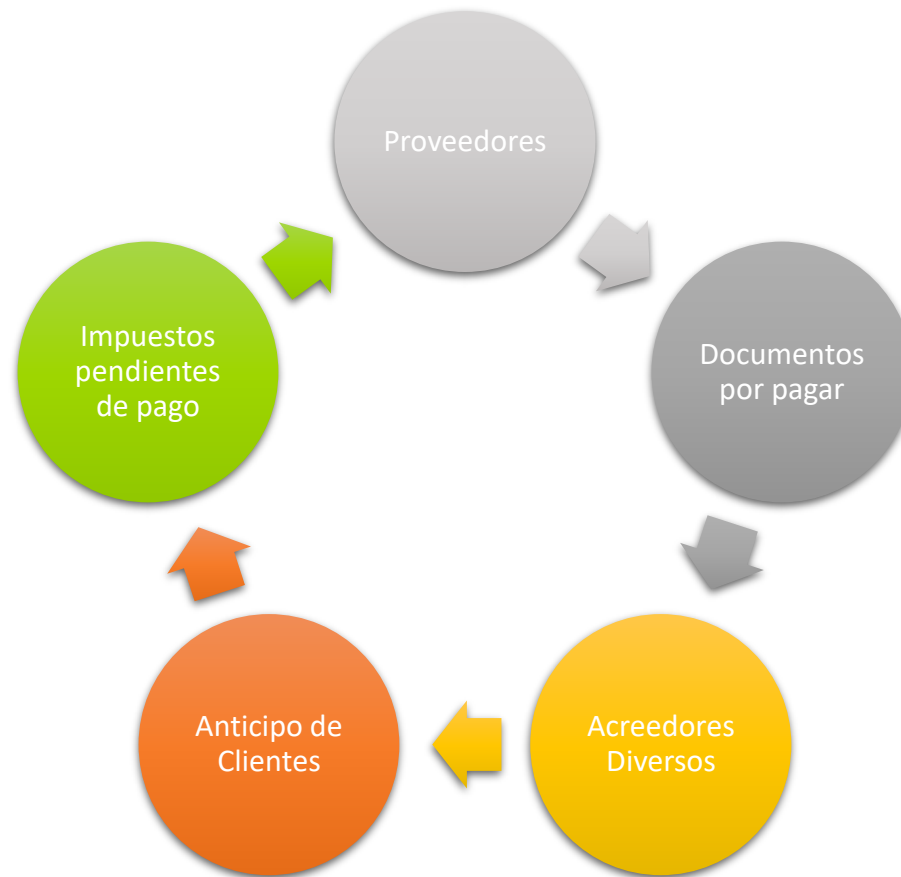 Proveedores
Documentos
por pagar
Acreedores
Diversos
Anticipo de
Clientes
Impuestos
pendientes
de pago